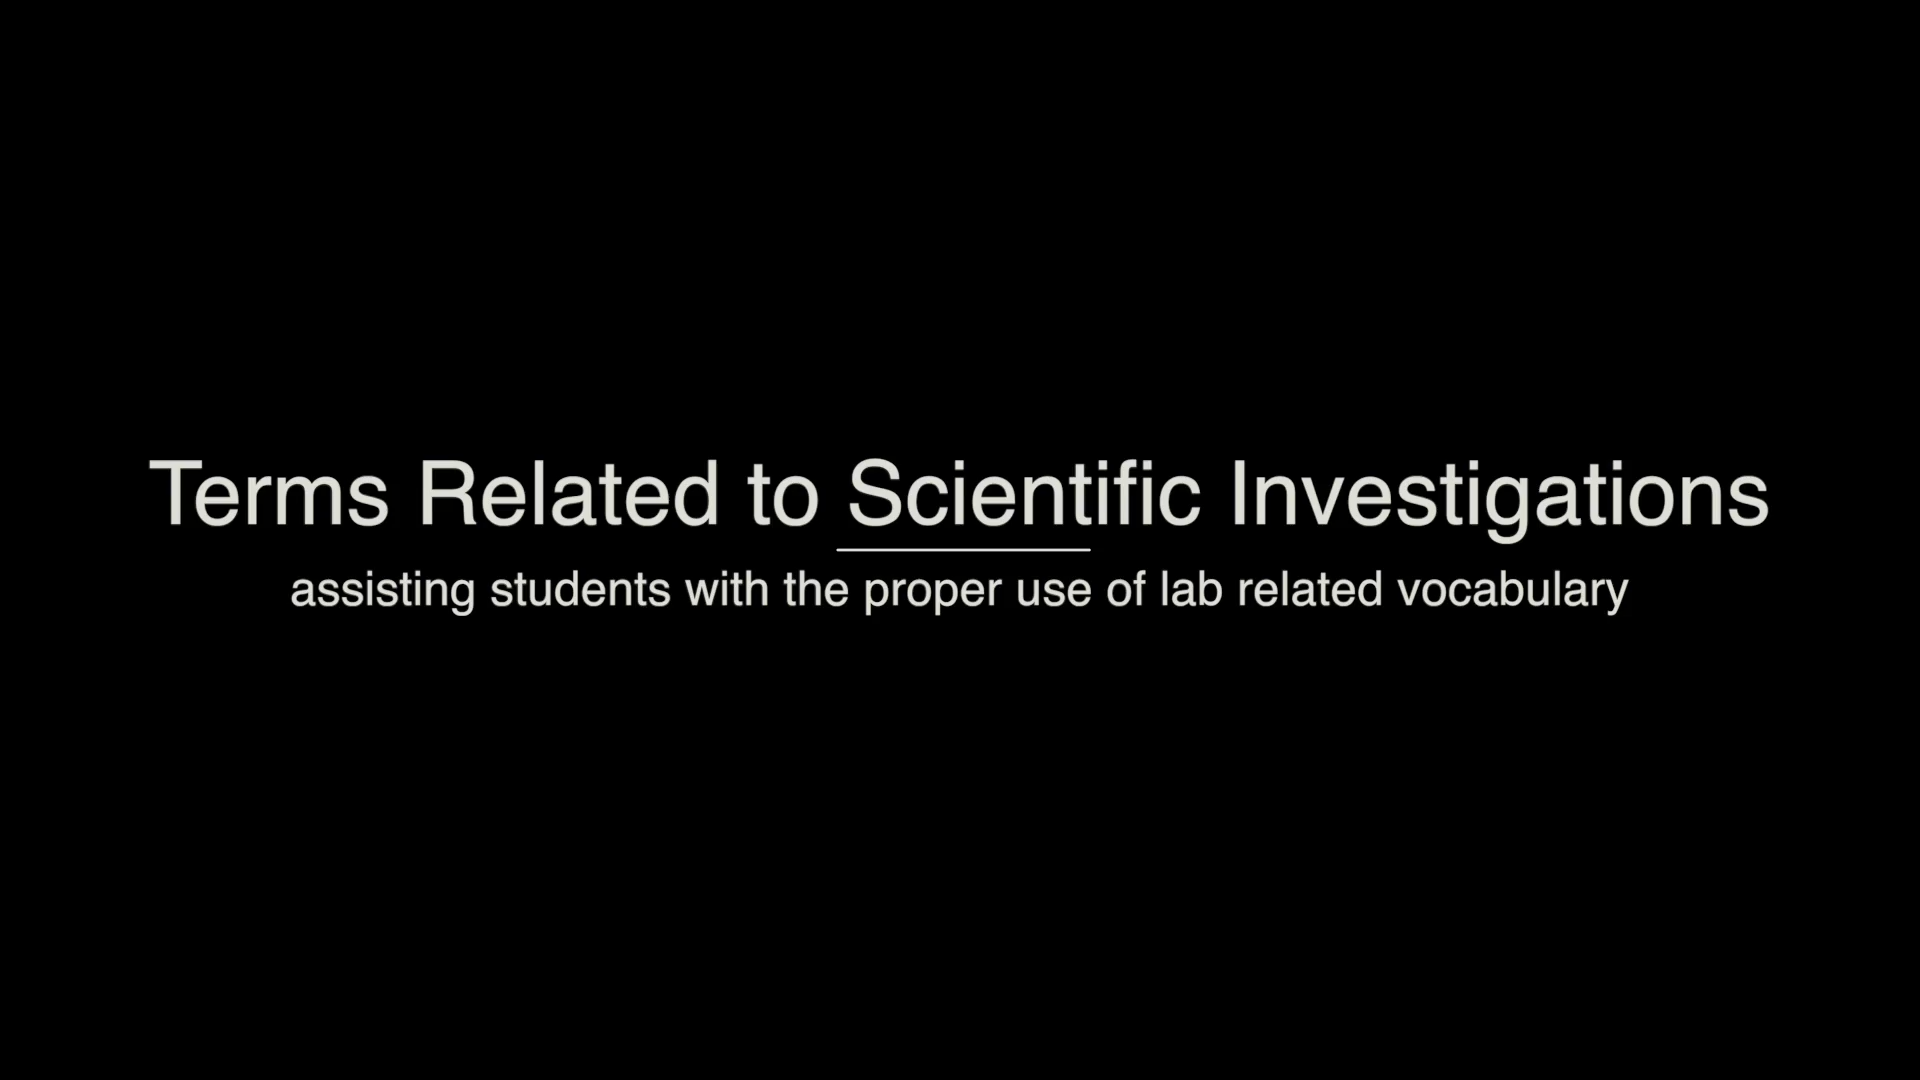 Terms Related to Scientific Investigations
assisting students with the proper use of lab related vocabulary